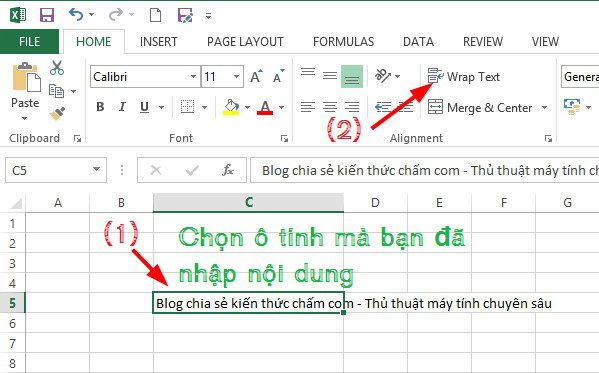 FILE HOME INSERT PAGE LAYOUT FORMULAS DATA REVIEW VIEW DEVELO
Paste Calibri 11 A A Wrap Text Genera
B I U A Merge & Center $
Clipboard Font Alignment
(2)
C5 fx Blog chia sẻ kiến thức chấm com - Thủ thuật máy tính ch
A B C D E F G
1
(1) Chọn ô tính mà bạn đã
2
3
nhập nội dung
4
5 Blog chia sẻ kiến thức chấm com - Thủ thuật máy tính chuyên sâu
6
7
8